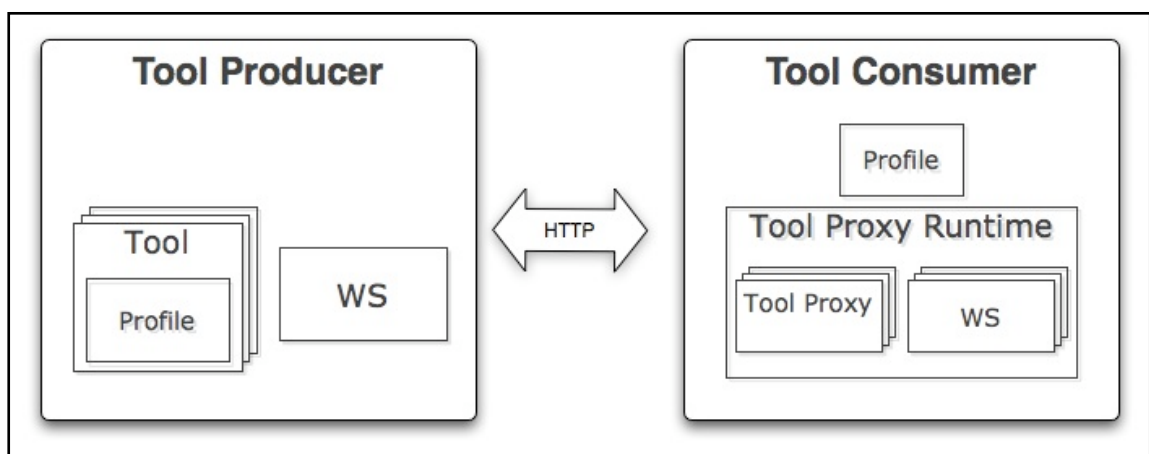 Tool Producer
Tool
Profile
WS
HTTP
Tool Consumer
Profile
Tool Proxy Runtime
Tool Proxy
WS